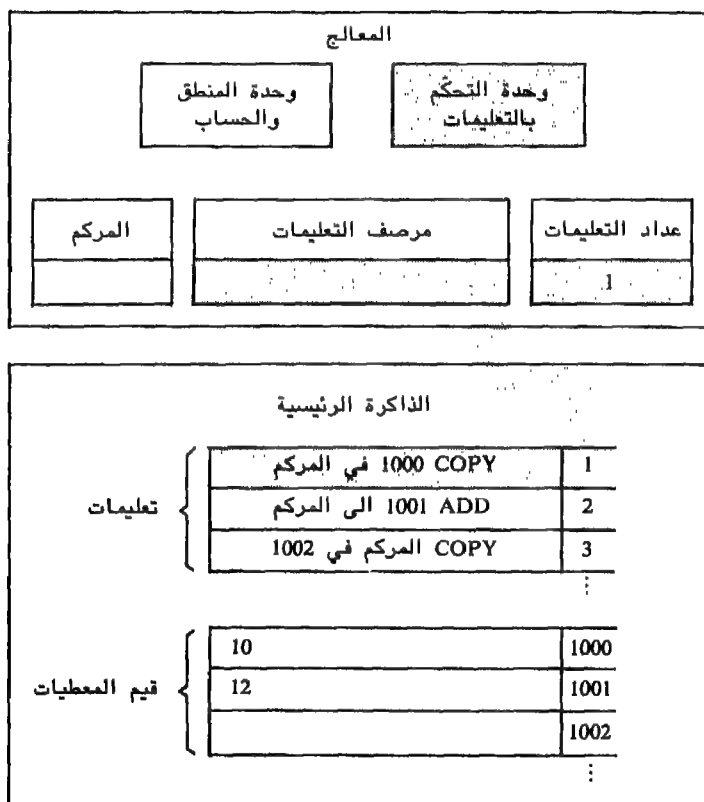 المعالج
وحدة التحكّم
بالتعليمات
وحدة المنطق
والحساب
عداد التعليمات
مرصف التعليمات
المركم
1
الذاكرة الرئيسية
تعليمات
1
1000 COPY في المركم
2
1001 ADD الى المركم
3
COPY المركم في 1002
⋮
قيم المعطيات
1000
10
1001
12
1002
⋮